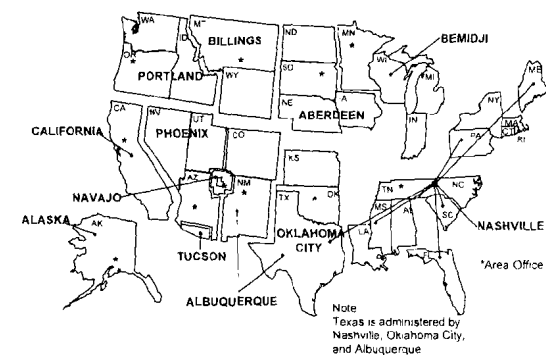 WA
MT
ND
MN
BEMIDJI
BILLINGS
ID
OR
PORTLAND
WI
MI
ME
SD
WY
NY
NE
IA
ABERDEEN
MA
CT
RI
PA
IN
CA
NV
UT
PHOENIX
CO
CALIFORNIA
KS
AZ
NM
OK
TN
NC
NAVAJO
TX
MS
AL
SC
ALASKA
AK
LA
NASHVILLE
OKLAHOMA
CITY
TUCSON
*Area Office
ALBUQUERQUE
Note
Texas is administered by
Nashville, Oklahoma City,
and Albuquerque